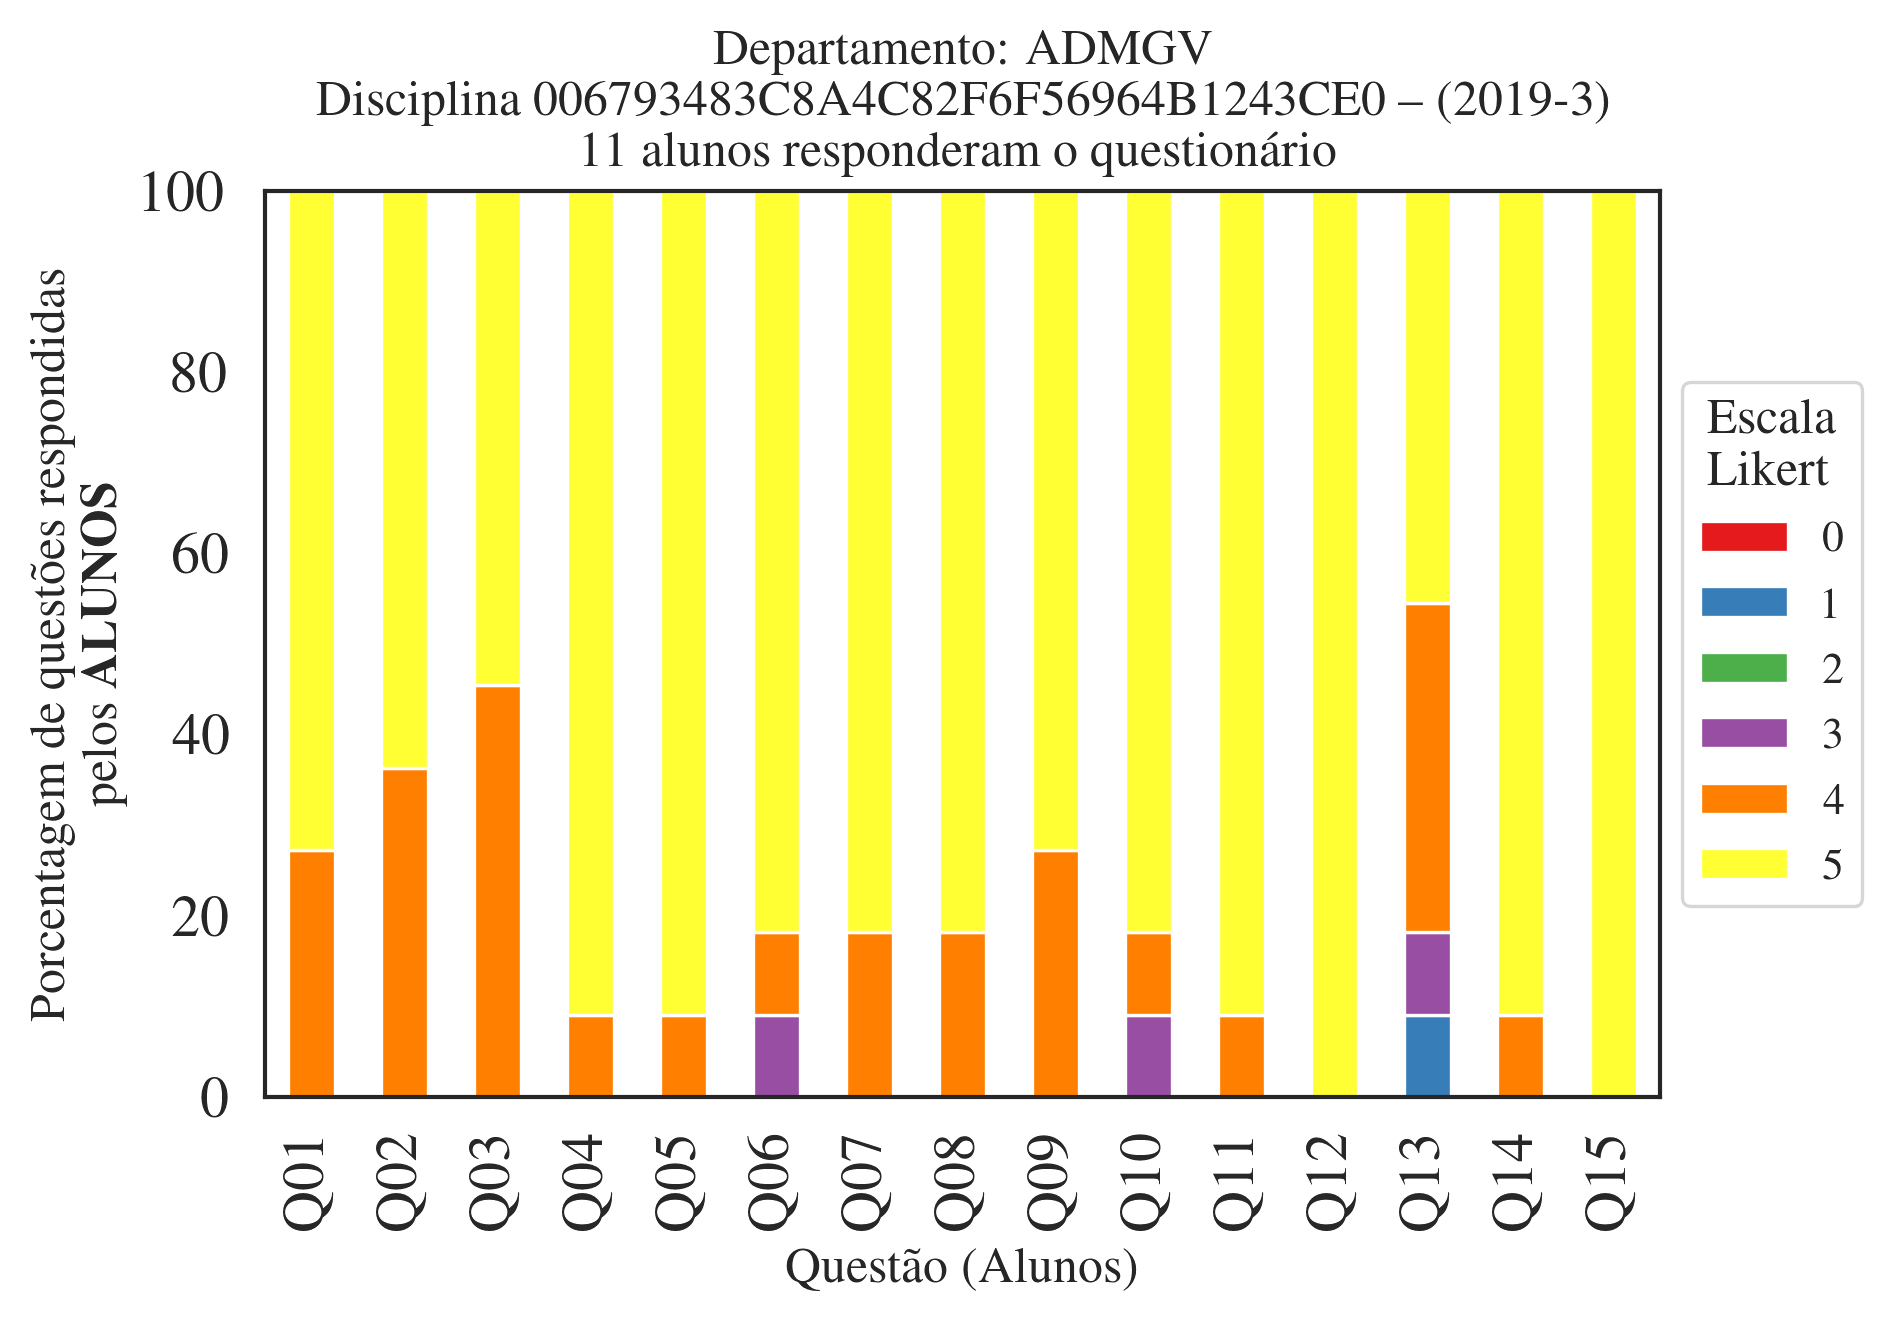 Departamento: ADMGV
Disciplina 006793483C8A4C82F6F56964B1243CE0 – (2019-3)
11 alunos responderam o questionário
Porcentagem de questões respondidas
pelos ALUNOS
100
80
60
40
20
0
Q01
Q02
Q03
Q04
Q05
Q06
Q07
Q08
Q09
Q10
Q11
Q12
Q13
Q14
Q15
Questão (Alunos)
Escala
Likert
0
1
2
3
4
5